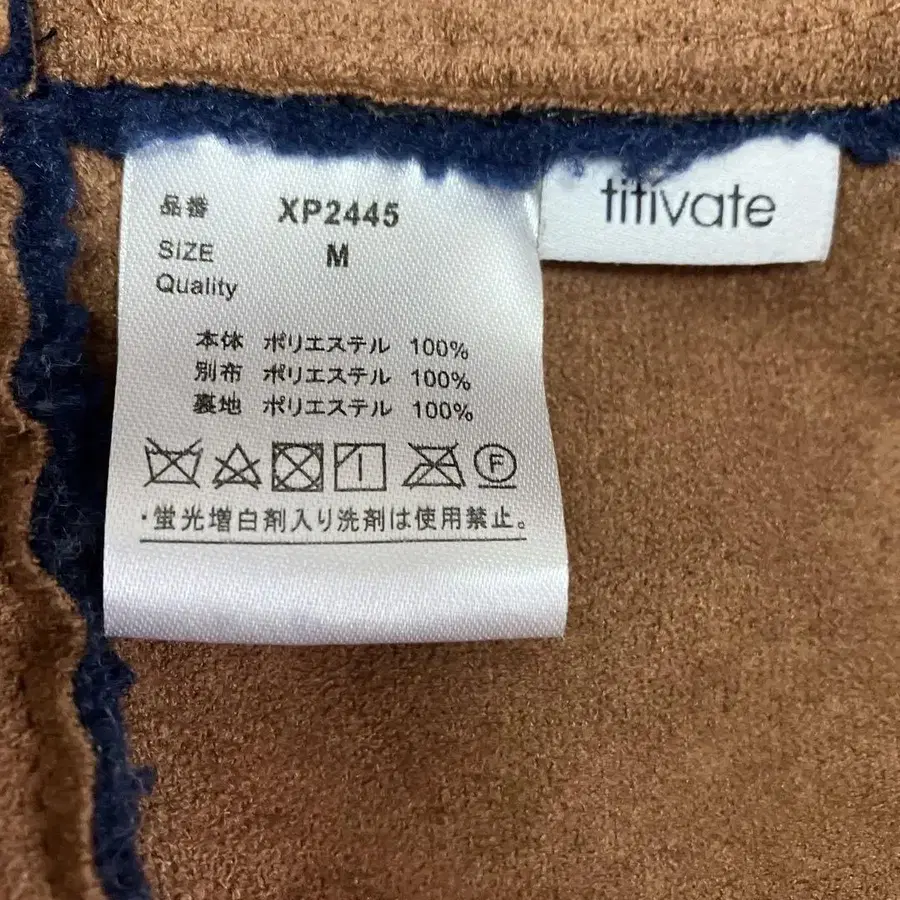 品番 XP2445
SIZE M
Quality
本体 ポリエステル 100%
別布 ポリエステル 100%
裏地 ポリエステル 100%
F
・蛍光増白剤入り洗剤は使用禁止。
titivate